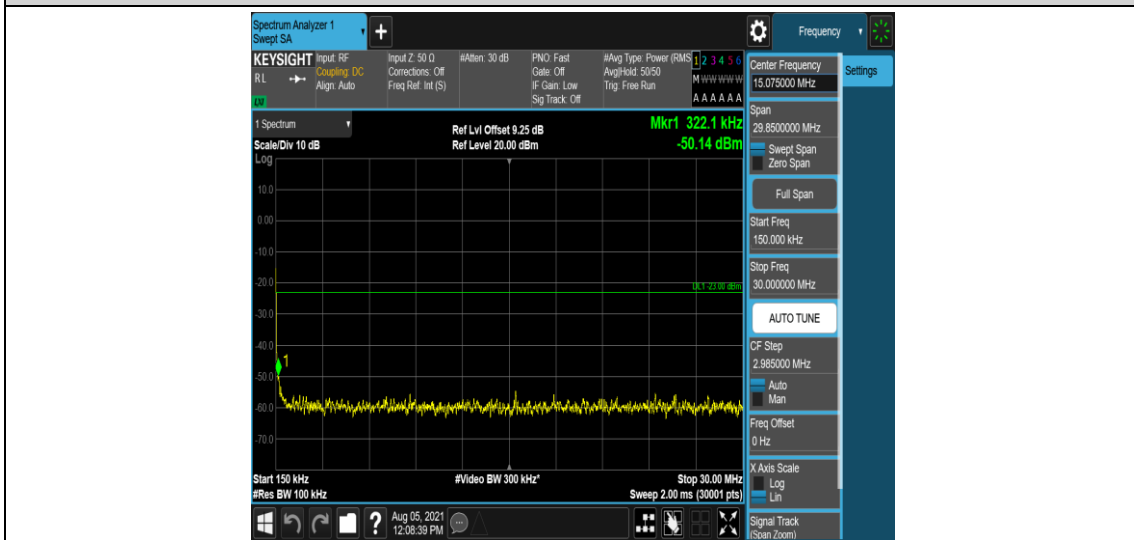 Spectrum Analyzer 1
Swept SA
Frequency
KEYSIGHT
RL
LXI
Input: RF
Coupling: DC
Align: Auto
Input Z: 50 Ω
Corrections: Off
Freq Ref: Int (S)
#Atten: 30 dB
PNO: Fast
Gate: Off
IF Gain: Low
Sig Track: Off
#Avg Type: Power (RMS
Avg|Hold: 50/50
Trig: Free Run
1 2 3 4 5 6
M W W W W W
A A A A A A
1 Spectrum
Scale/Div 10 dB
Ref Lvl Offset 9.25 dB
Ref Level 20.00 dBm
Mkr1 322.1 kHz
-50.14 dBm
Log
10.0
0.00
-10.0
-20.0
DL1 -23.00 dBm
-30.0
-40.0
1
-50.0
-60.0
-70.0
Start 150 kHz
#Res BW 100 kHz
#Video BW 300 kHz*
Stop 30.00 MHz
Sweep 2.00 ms (30001 pts)
Aug 05, 2021
12:08:39 PM
Center Frequency
15.075000 MHz
Settings
Span
29.8500000 MHz
Swept Span
Zero Span
Full Span
Start Freq
150.000 kHz
Stop Freq
30.000000 MHz
AUTO TUNE
CF Step
2.985000 MHz
Auto
Man
Freq Offset
0 Hz
X Axis Scale
Log
Lin
Signal Track
(Span Zoom)